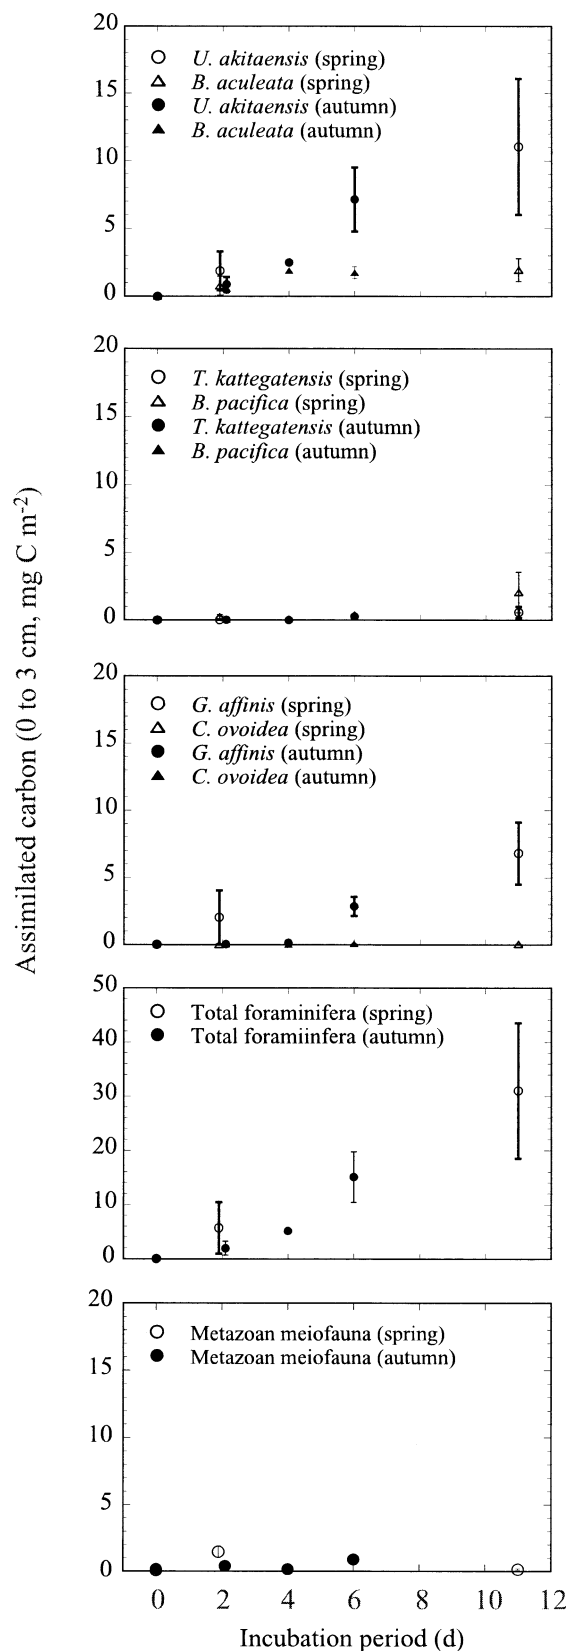 Assimilated carbon (0 to 3 cm, mg C m-2)
20
15
10
5
0
U. akitaensis (spring)
B. aculeata (spring)
U. akitaensis (autumn)
B. aculeata (autumn)
20
15
10
5
0
T. kattegatensis (spring)
B. pacifica (spring)
T. kattegatensis (autumn)
B. pacifica (autumn)
20
15
10
5
0
G. affinis (spring)
C. ovoidea (spring)
G. affinis (autumn)
C. ovoidea (autumn)
50
40
30
20
10
0
Total foraminifera (spring)
Total foramiinfera (autumn)
20
15
10
5
0
Metazoan meiofauna (spring)
Metazoan meiofauna (autumn)
0 2 4 6 8 10 12
Incubation period (d)